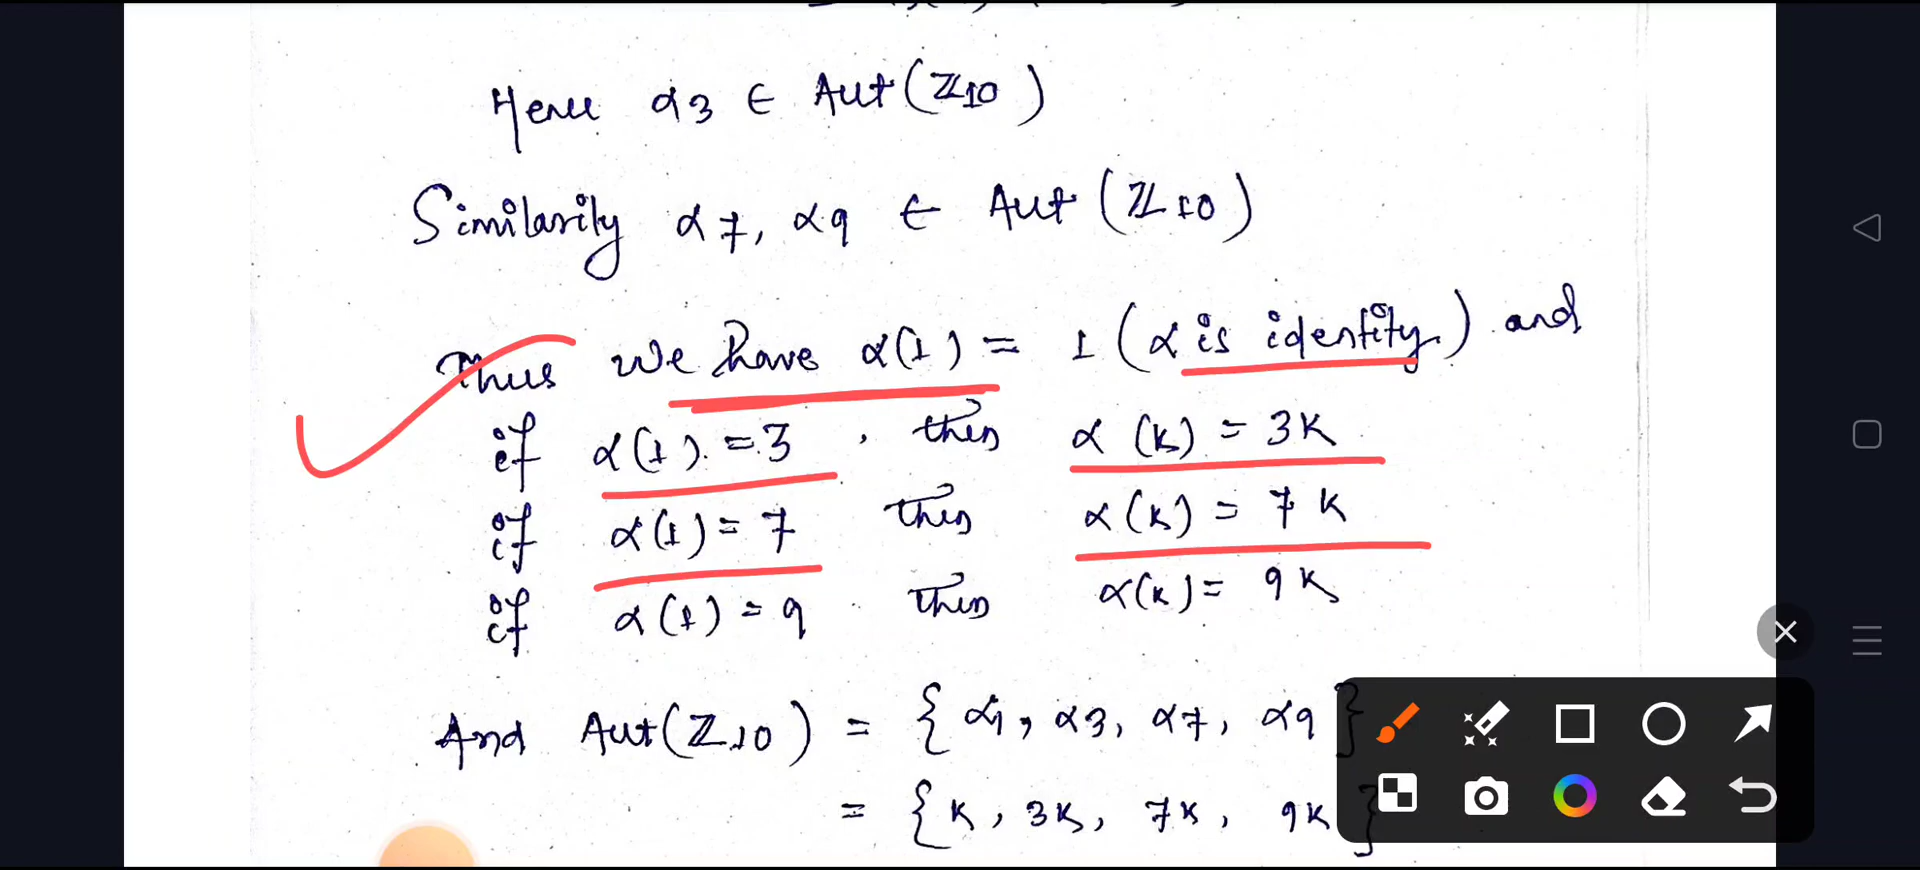 Hence α3 ∈ Aut(ℤ10)
Similarily α7, α9 ∈ Aut(ℤ10)
Thus we have α(1) = 1 (α is identity) and
if α(1) = 3, then α(k) = 3k
if α(1) = 7 then α(k) = 7k
if α(1) = 9 then α(k) = 9k
And Aut(ℤ10) = {α1, α3, α7, α9}
= {k, 3k, 7k, 9k}